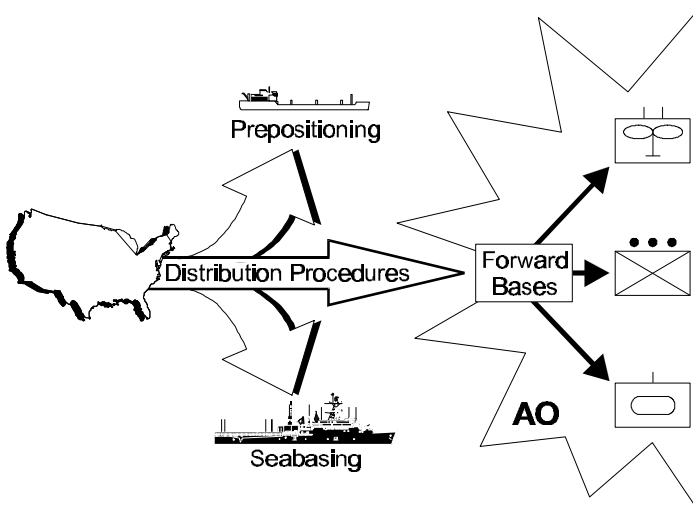 Prepositioning
Distribution Procedures
Forward
Bases
AO
Seabasing